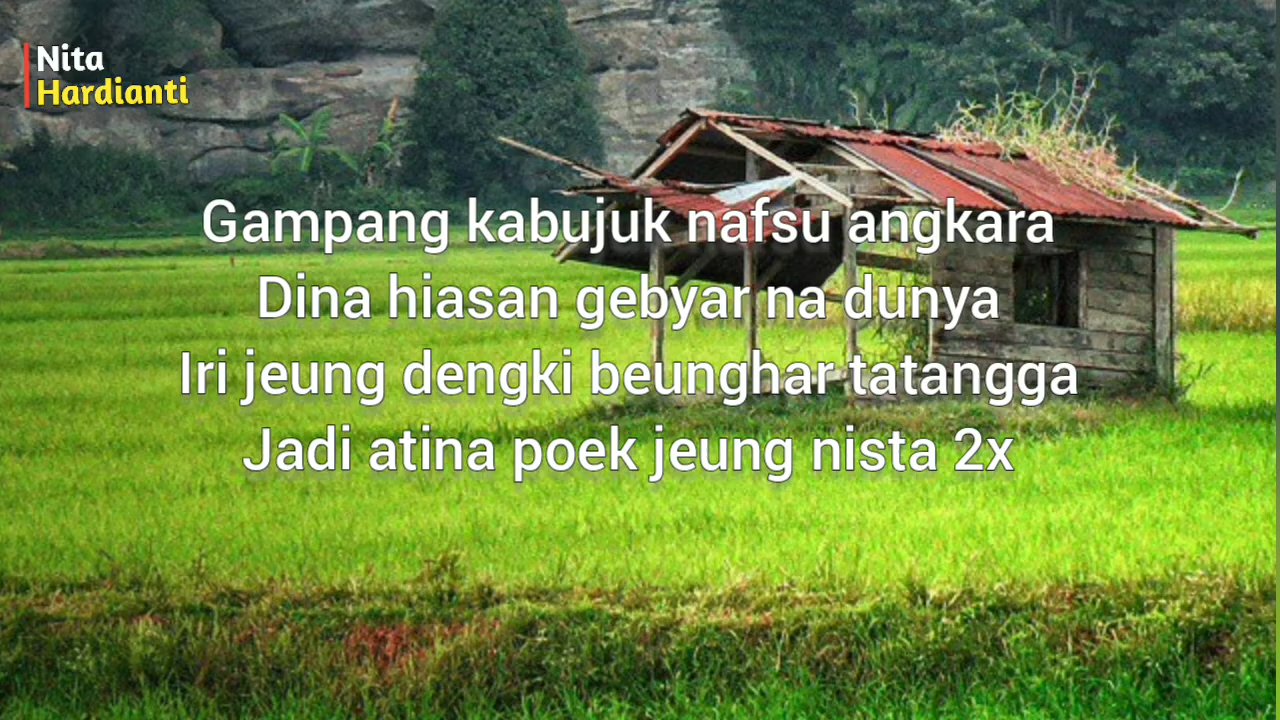 Nita
Hardianti
Gampang kabujuk nafsu angkara
Dina hiasan gebyar na dunya
Iri jeung dengki beunghar tatangga
Jadi atina poek jeung nista 2x